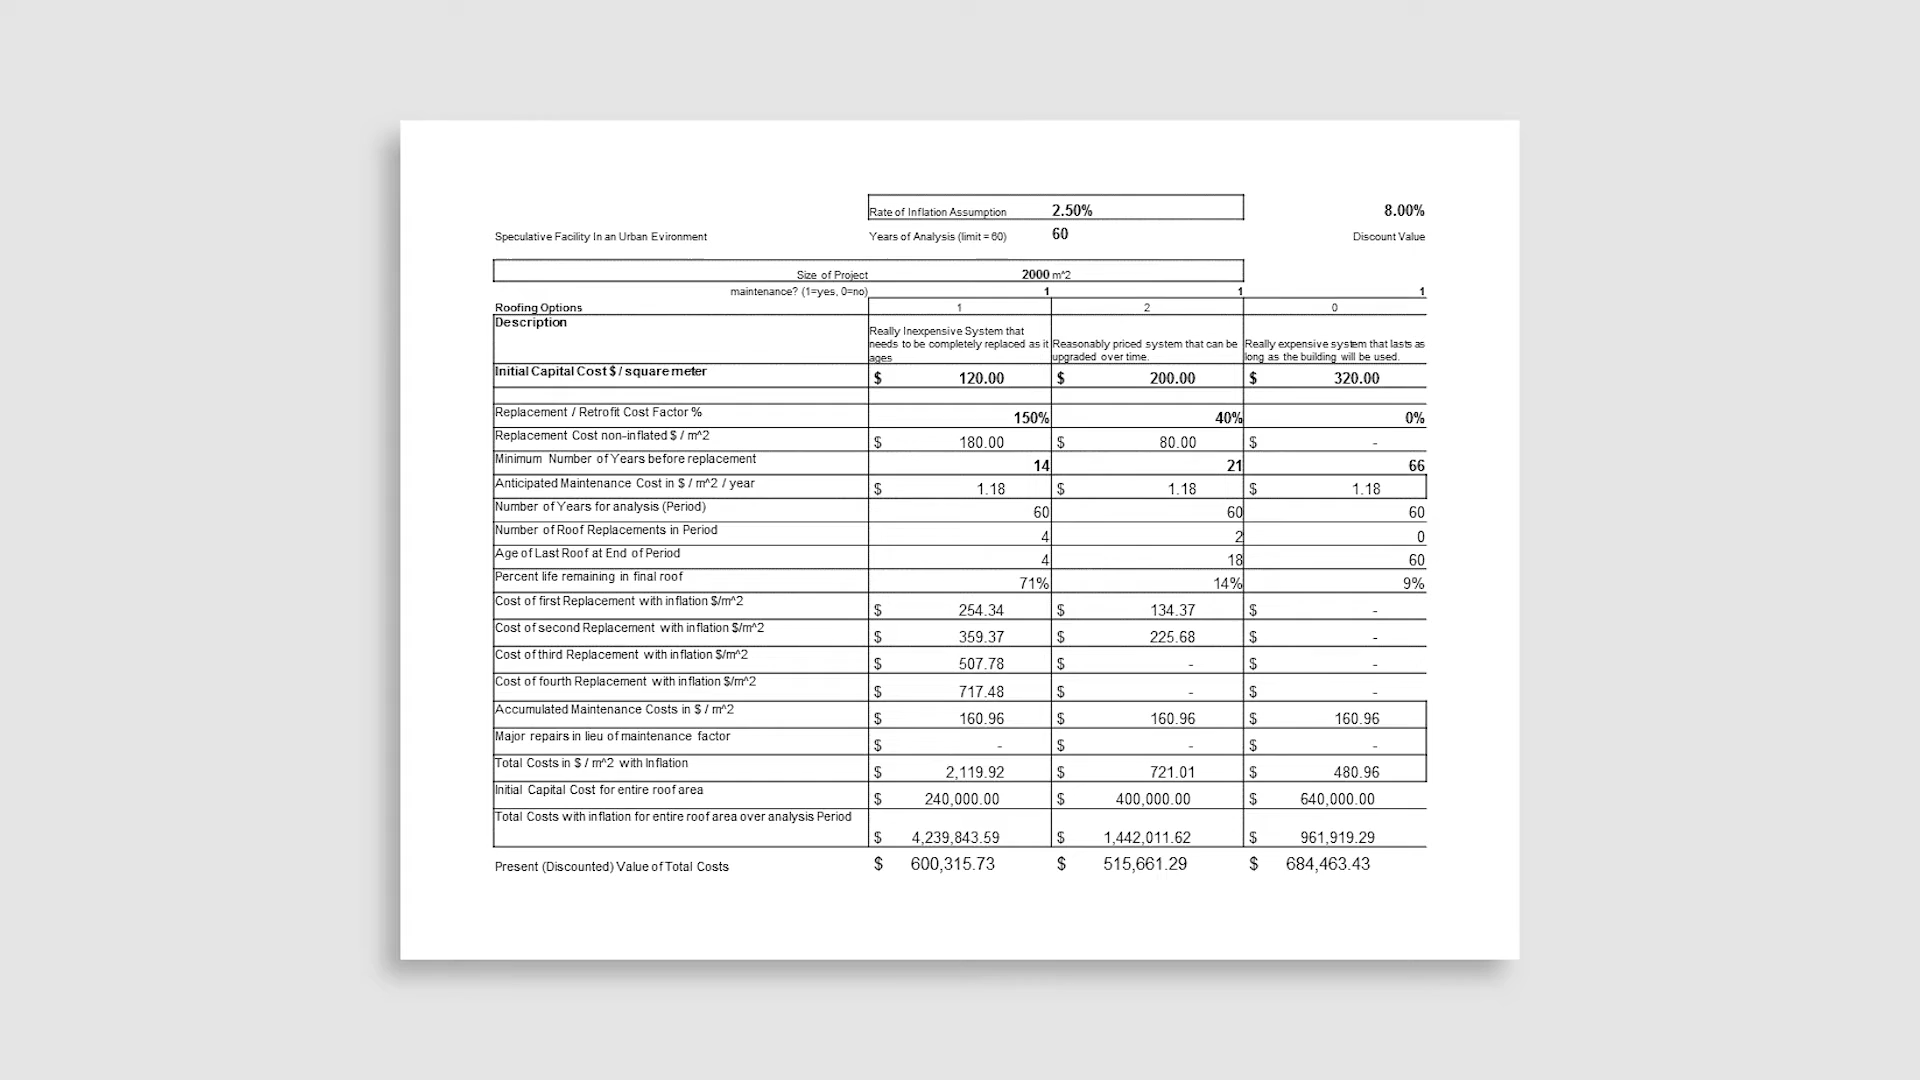 Rate of Inflation Assumption 2.50% 8.00%
Speculative Facility In an Urban Evironment Years of Analysis (limit = 60) 60 Discount Value
Size of Project 2000 m^2
maintenance? (1=yes, 0=no) 1 1 1
Roofing Options 1 2 0
Description
Really Inexpensive System that
needs to be completely replaced as it Reasonably priced system that can be Really expensive system that lasts as
ages upgraded over time. long as the building will be used.
Initial Capital Cost $ / square meter $ 120.00 $ 200.00 $ 320.00
Replacement / Retrofit Cost Factor % 150% 40% 0%
Replacement Cost non-inflated $ / m^2 $ 180.00 $ 80.00 $ -
Minimum Number of Years before replacement 14 21 66
Anticipated Maintenance Cost in $ / m^2 / year $ 1.18 $ 1.18 $ 1.18
Number of Years for analysis (Period) 60 60 60
Number of Roof Replacements in Period 4 2 0
Age of Last Roof at End of Period 4 18 60
Percent life remaining in final roof 71% 14% 9%
Cost of first Replacement with inflation $/m^2 $ 254.34 $ 134.37 $ -
Cost of second Replacement with inflation $/m^2 $ 359.37 $ 225.68 $ -
Cost of third Replacement with inflation $/m^2 $ 507.78 $ - $ -
Cost of fourth Replacement with inflation $/m^2 $ 717.48 $ - $ -
Accumulated Maintenance Costs in $ / m^2 $ 160.96 $ 160.96 $ 160.96
Major repairs in lieu of maintenance factor $ - $ - $ -
Total Costs in $ / m^2 with Inflation $ 2,119.92 $ 721.01 $ 480.96
Initial Capital Cost for entire roof area $ 240,000.00 $ 400,000.00 $ 640,000.00
Total Costs with inflation for entire roof area over analysis Period $ 4,239,843.59 $ 1,442,011.62 $ 961,919.29
Present (Discounted) Value of Total Costs $ 600,315.73 $ 515,661.29 $ 684,463.43